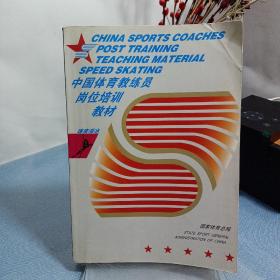 CHINA SPORTS COACHES
POST TRAINING
TEACHING MATERIAL
SPEED SKATING
中国体育教练员
岗位培训
教材
速度滑冰
国家体育总局
STATE SPORT GENERAL
ADMINISTRATION OF CHINA